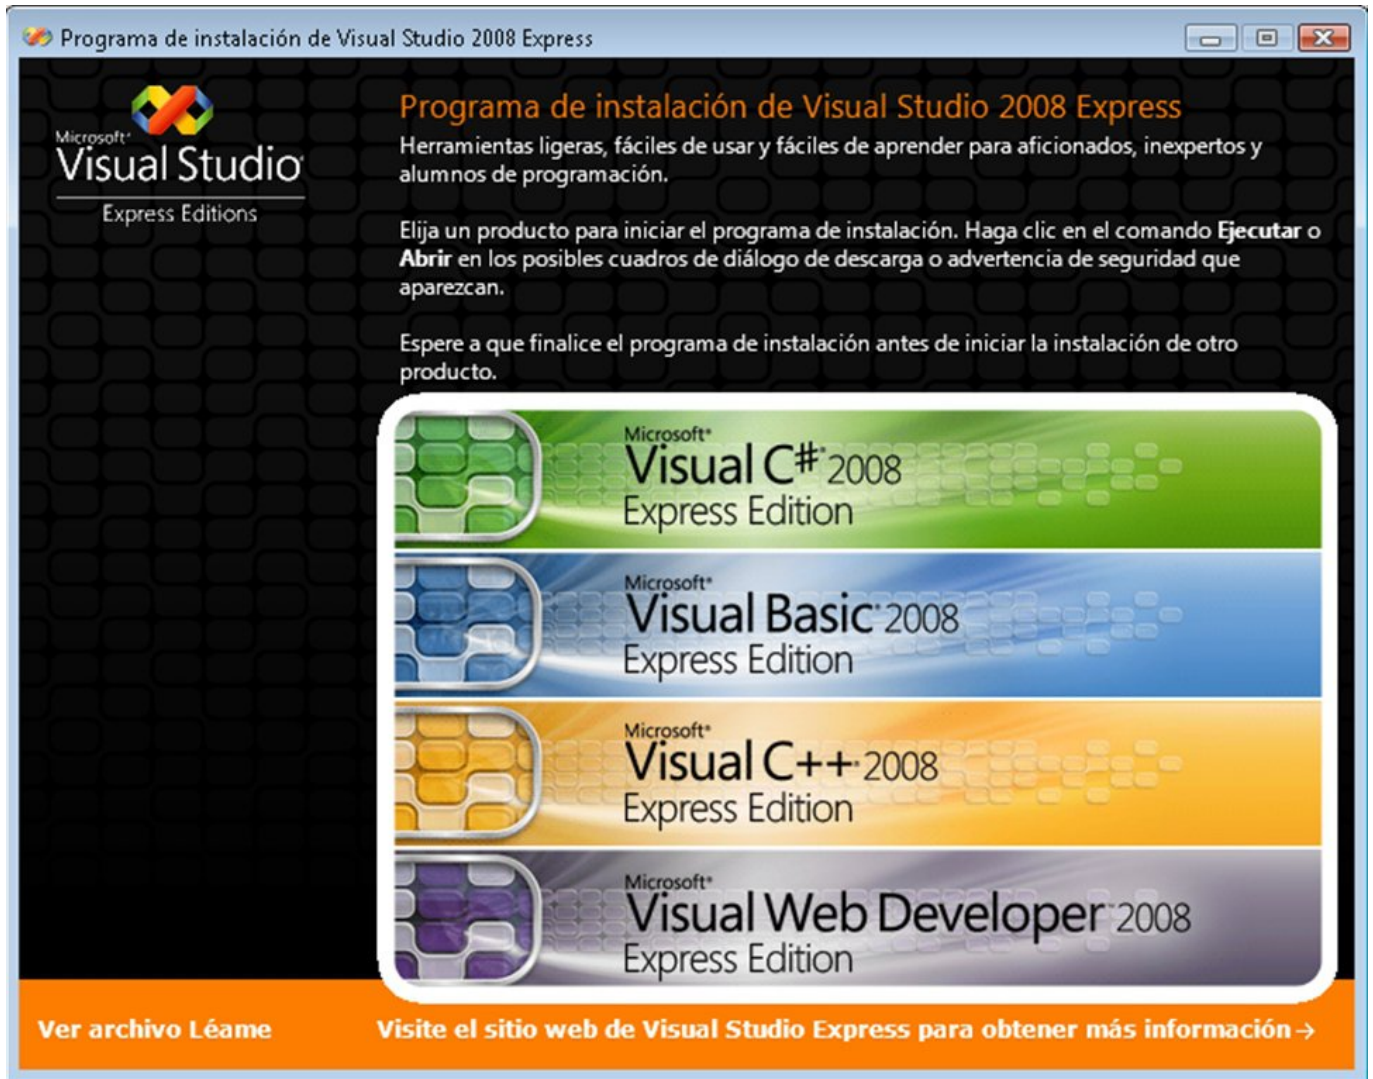 Programa de instalación de Visual Studio 2008 Express
Microsoft®
Visual Studio®
Express Editions
Programa de instalación de Visual Studio 2008 Express
Herramientas ligeras, fáciles de usar y fáciles de aprender para aficionados, inexpertos y
alumnos de programación.
Elija un producto para iniciar el programa de instalación. Haga clic en el comando Ejecutar o
Abrir en los posibles cuadros de diálogo de descarga o advertencia de seguridad que
aparezcan.
Espere a que finalice el programa de instalación antes de iniciar la instalación de otro
producto.
Microsoft®
Visual C#® 2008
Express Edition
Microsoft®
Visual Basic® 2008
Express Edition
Microsoft®
Visual C++® 2008
Express Edition
Microsoft®
Visual Web Developer™ 2008
Express Edition
Ver archivo Léame
Visite el sitio web de Visual Studio Express para obtener más información →